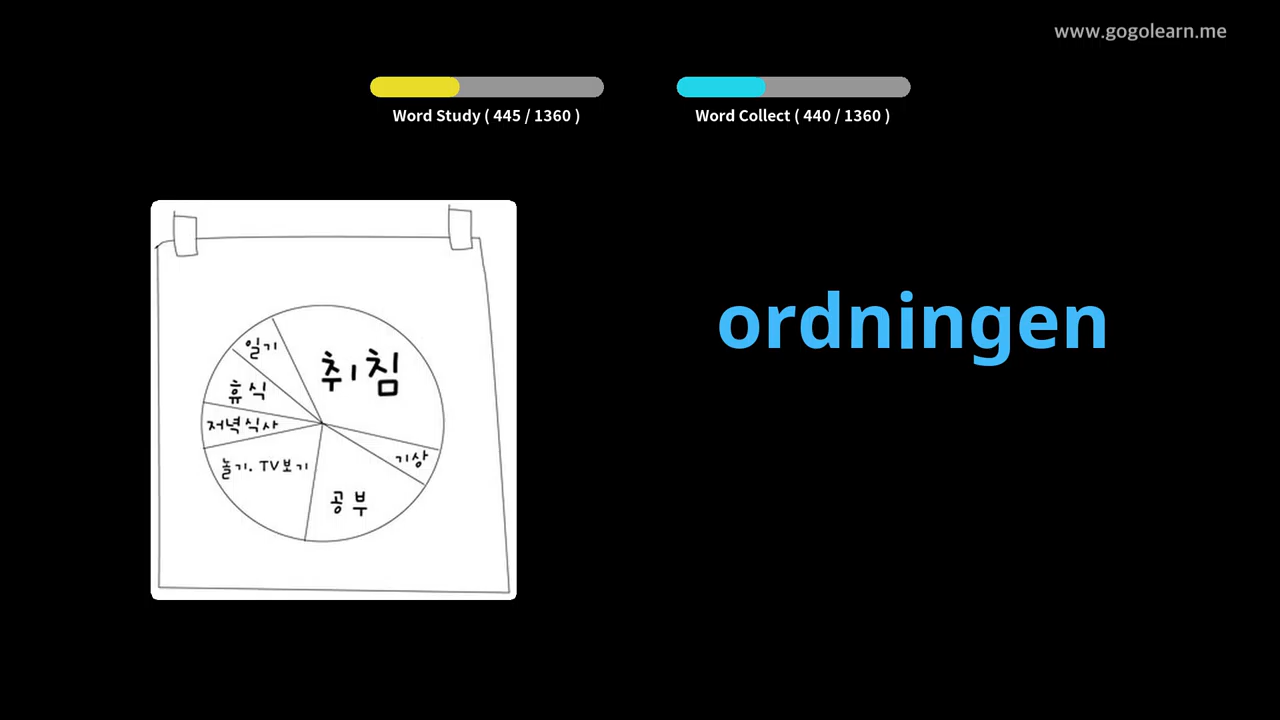 www.gogolearn.me
Word Study ( 445 / 1360 )
Word Collect ( 440 / 1360 )
일기
취침
휴식
저녁식사
놀기. TV보기
기상
공부
ordningen